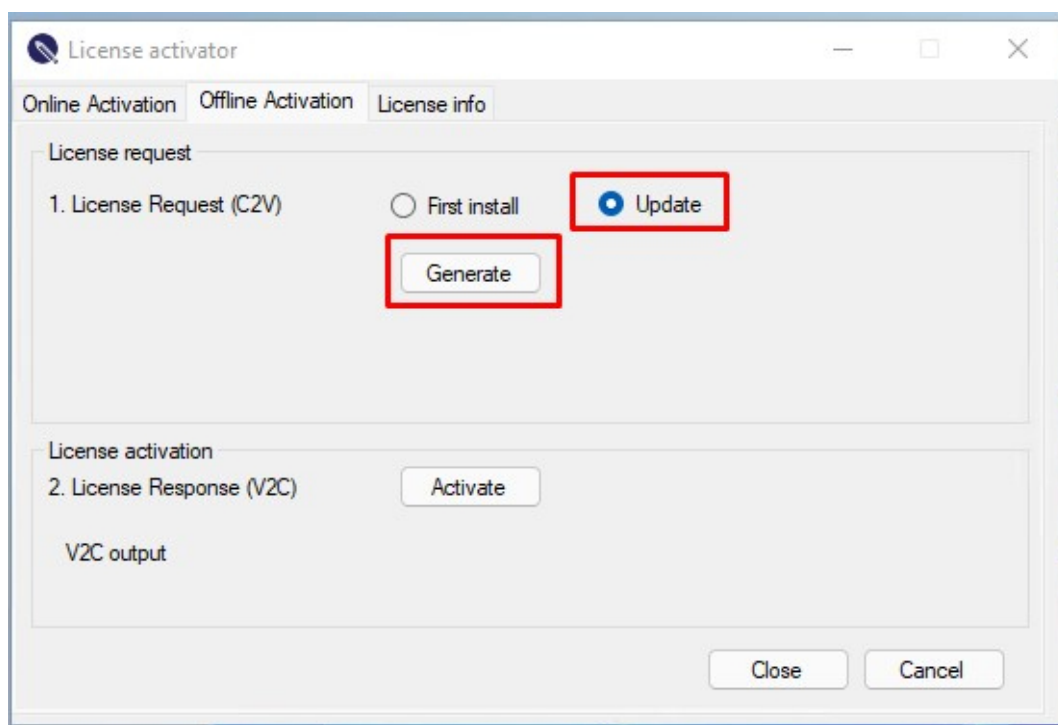 License activator
Online Activation Offline Activation License info
License request
1. License Request (C2V) First install Update
Generate
License activation
2. License Response (V2C) Activate
V2C output
Close Cancel